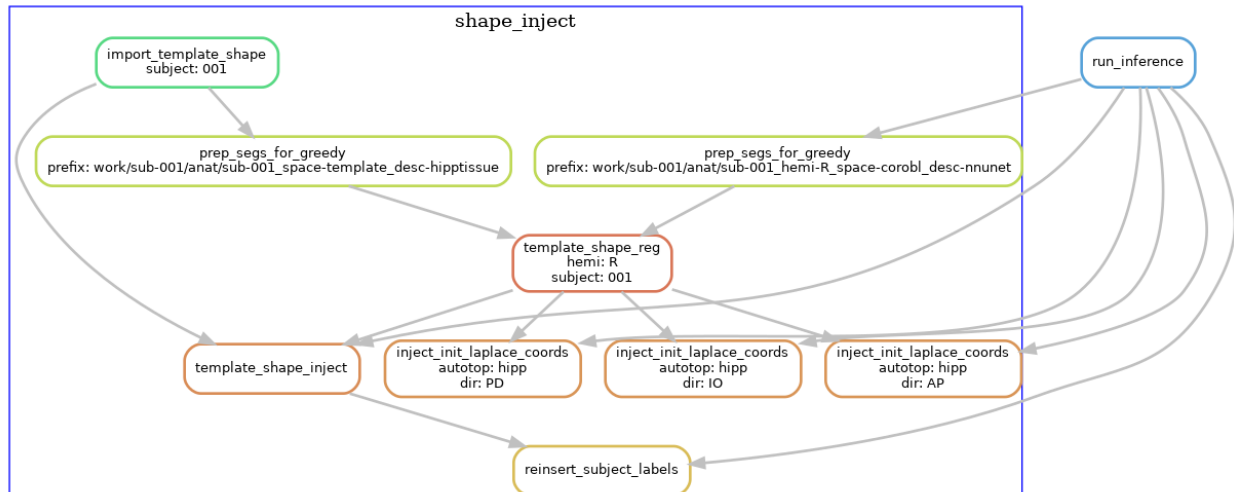 shape_inject
import_template_shape
subject: 001
run_inference
prep_segs_for_greedy
prefix: work/sub-001/anat/sub-001_space-template_desc-hipptissue
prep_segs_for_greedy
prefix: work/sub-001/anat/sub-001_hemi-R_space-corobl_desc-nnunet
template_shape_reg
hemi: R
subject: 001
template_shape_inject
inject_init_laplace_coords
autotop: hipp
dir: PD
inject_init_laplace_coords
autotop: hipp
dir: IO
inject_init_laplace_coords
autotop: hipp
dir: AP
reinsert_subject_labels